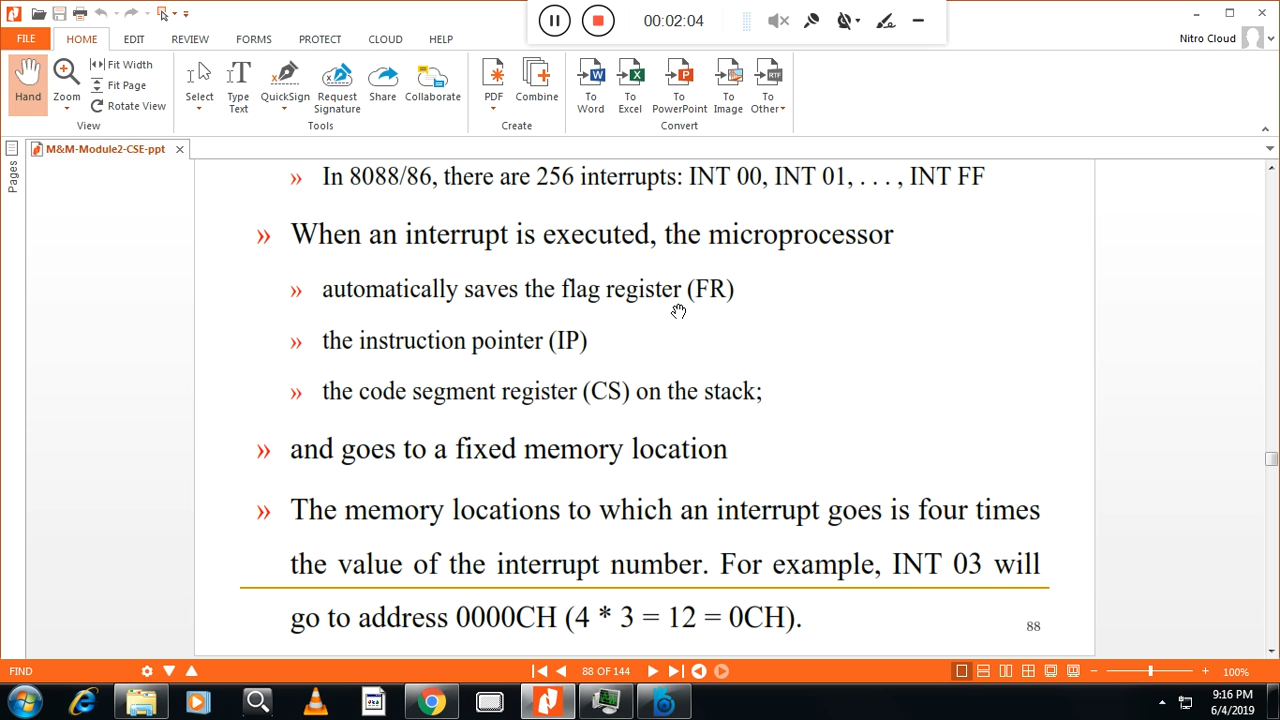 00:02:04
Nitro Cloud
FILE HOME EDIT REVIEW FORMS PROTECT CLOUD HELP
Hand
Zoom
Fit Width
Fit Page
Rotate View
Select
Type Text
QuickSign
Request Signature
Share
Collaborate
PDF
Combine
To Word
To Excel
To PowerPoint
To Image
To Other
View
Tools
Create
Convert
M&M-Module2-CSE-ppt
Pages
» In 8088/86, there are 256 interrupts: INT 00, INT 01, . . . , INT FF
» When an interrupt is executed, the microprocessor
» automatically saves the flag register (FR)
» the instruction pointer (IP)
» the code segment register (CS) on the stack;
» and goes to a fixed memory location
» The memory locations to which an interrupt goes is four times
the value of the interrupt number. For example, INT 03 will
go to address 0000CH (4 * 3 = 12 = 0CH).
88
FIND
88 OF 144
100%
9:16 PM
6/4/2019